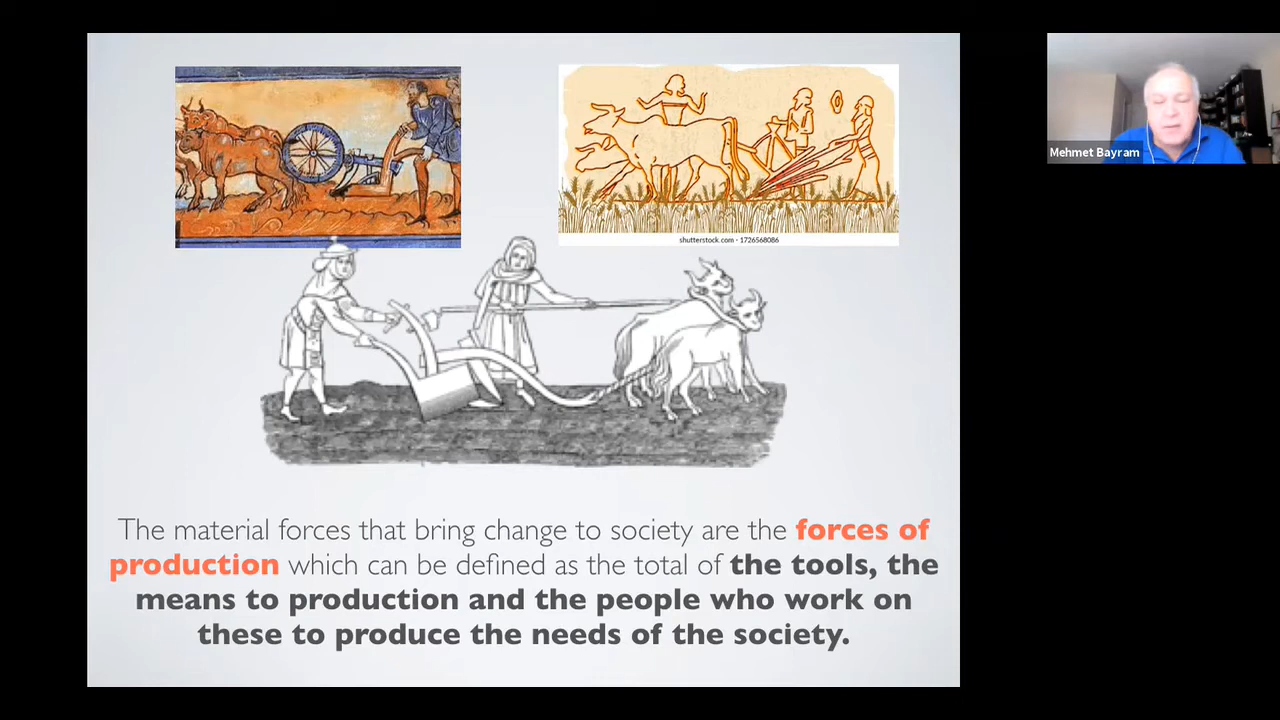 Mehmet Bayram
shutterstock.com · 1726568086
The material forces that bring change to society are the forces of
production which can be defined as the total of the tools, the
means to production and the people who work on
these to produce the needs of the society.